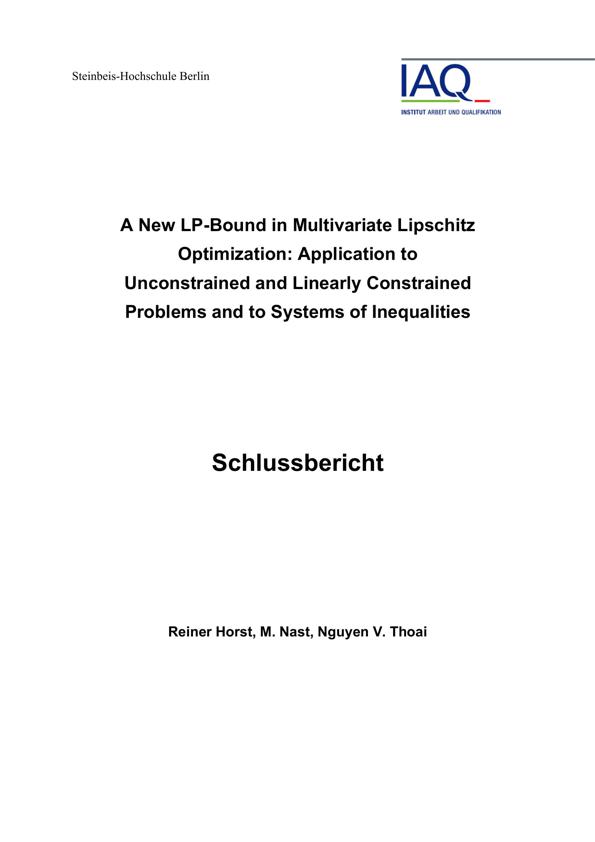 Steinbeis-Hochschule Berlin
IAQ
INSTITUT ARBEIT UND QUALIFIKATION
A New LP-Bound in Multivariate Lipschitz
Optimization: Application to
Unconstrained and Linearly Constrained
Problems and to Systems of Inequalities
Schlussbericht
Reiner Horst, M. Nast, Nguyen V. Thoai